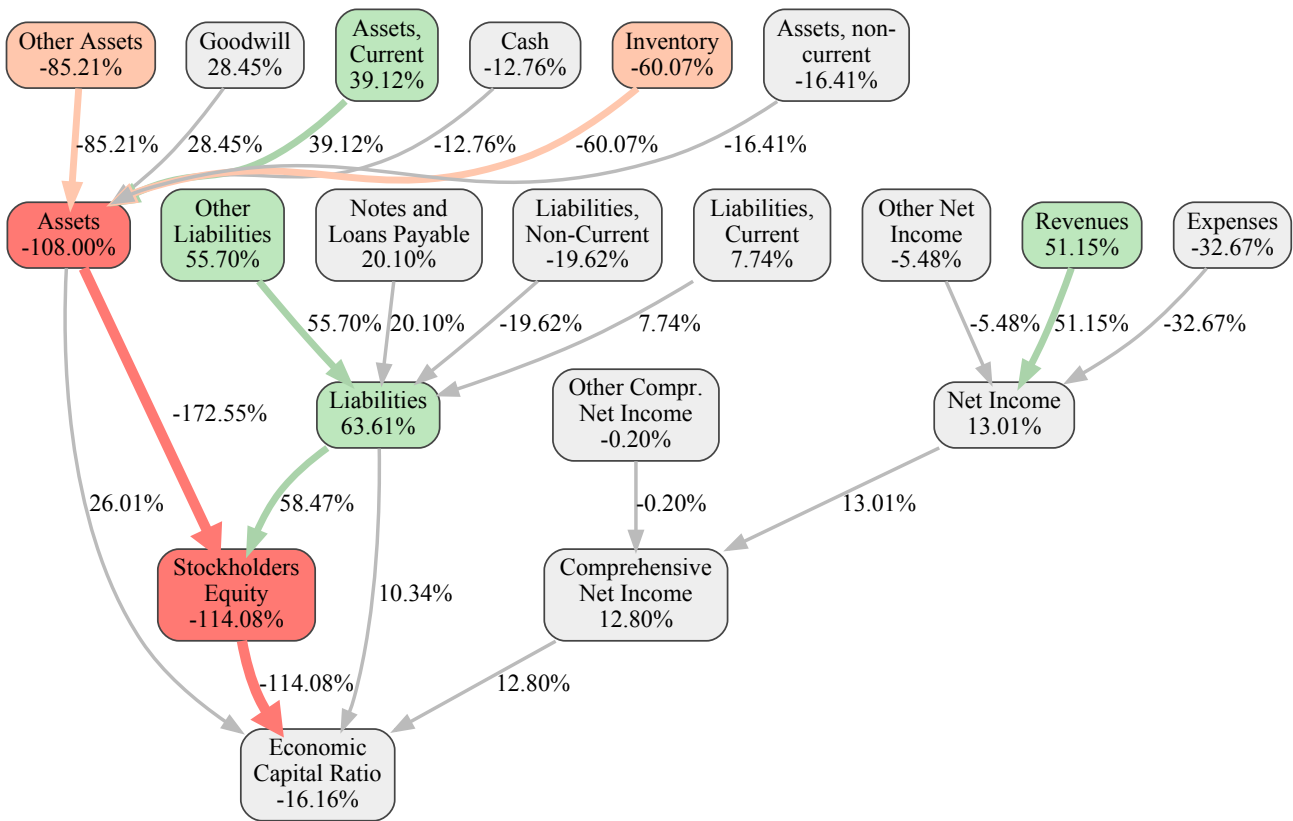 Other Assets
-85.21%
Goodwill
28.45%
Assets,
Current
39.12%
Cash
-12.76%
Inventory
-60.07%
Assets, non-
current
-16.41%
-85.21%
28.45%
39.12%
-12.76%
-60.07%
-16.41%
Assets
-108.00%
Other
Liabilities
55.70%
Notes and
Loans Payable
20.10%
Liabilities,
Non-Current
-19.62%
Liabilities,
Current
7.74%
Other Net
Income
-5.48%
Revenues
51.15%
Expenses
-32.67%
55.70%
20.10%
-19.62%
7.74%
-5.48%
51.15%
-32.67%
-172.55%
Liabilities
63.61%
Other Compr.
Net Income
-0.20%
Net Income
13.01%
26.01%
58.47%
-0.20%
13.01%
Stockholders
Equity
-114.08%
10.34%
Comprehensive
Net Income
12.80%
-114.08%
12.80%
Economic
Capital Ratio
-16.16%